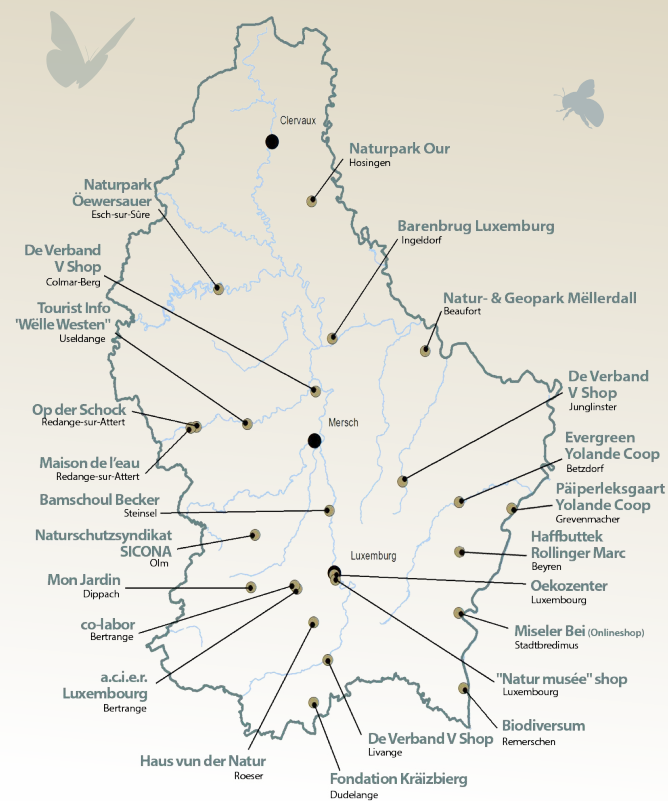 Clervaux
Naturpark Our
Hosingen
Naturpark
Öewersauer
Esch-sur-Sûre
Barenbrug Luxemburg
Ingeldorf
De Verband
V Shop
Colmar-Berg
Natur- & Geopark Mëllerdall
Beaufort
Tourist Info
"Wëlle Westen"
Useldange
De Verband
V Shop
Junglinster
Op der Schock
Redange-sur-Attert
Mersch
Evergreen
Yolande Coop
Betzdorf
Maison de l'eau
Redange-sur-Attert
Päiperleksgaart
Yolande Coop
Grevenmacher
Bamschoul Becker
Steinsel
Naturschutzsyndikat
SICONA
Olm
Haffbuttek
Rollinger Marc
Beyren
Luxemburg
Mon Jardin
Dippach
Oekozenter
Luxembourg
co-labor
Bertrange
Miseler Bei (Onlineshop)
Stadtbredimus
a.c.i.e.r.
Luxembourg
Bertrange
"Natur musée" shop
Luxembourg
Biodiversum
Remerschen
De Verband V Shop
Livange
Haus vun der Natur
Roeser
Fondation Kräizbierg
Dudelange